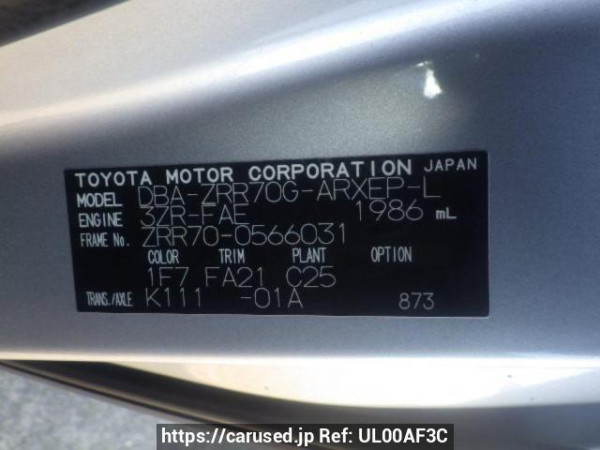 TOYOTA MOTOR CORPORATION JAPAN
MODEL DBA-ZRR70G-ARXEP-L
ENGINE 3ZR-FAE 1986 mL
FRAME No. ZRR70-0566031
COLOR TRIM PLANT OPTION
1F7 FA21 C25
TRANS./AXLE K111 -01A 873
https://carused.jp Ref: UL00AF3C